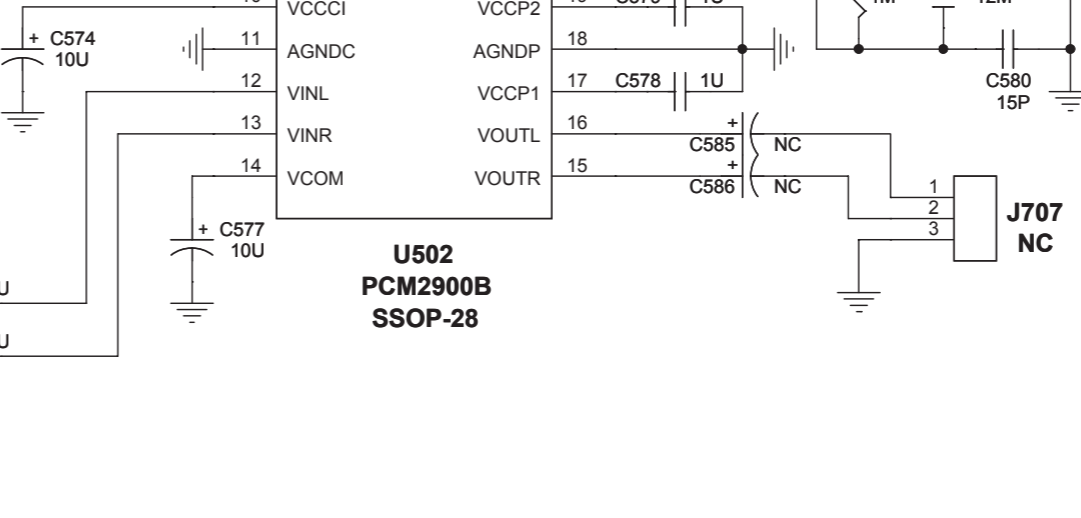 VCCCI
VCCP2
+ C574
10U
11
AGNDC
AGNDP
18
12
VINL
VCCP1
17
C578
1U
C580
15P
13
VINR
VOUTL
16
+
C585
NC
14
VCOM
VOUTR
15
+
C586
NC
1
2
3
J707
NC
+ C577
10U
U502
PCM2900B
SSOP-28
U
U